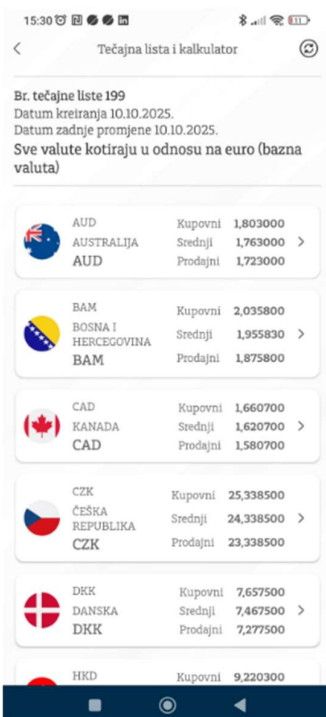 15:30
Tečajna lista i kalkulator
Br. tečajne liste 199
Datum kreiranja 10.10.2025.
Datum zadnje promjene 10.10.2025.
Sve valute kotiraju u odnosu na euro (bazna
valuta)
AUD
AUSTRALIJA
AUD
Kupovni 1,803000
Srednji 1,763000
Prodajni 1,723000
BAM
BOSNA I
HERCEGOVINA
BAM
Kupovni 2,035800
Srednji 1,955830
Prodajni 1,875800
CAD
KANADA
CAD
Kupovni 1,660700
Srednji 1,620700
Prodajni 1,580700
CZK
ČEŠKA
REPUBLIKA
CZK
Kupovni 25,338500
Srednji 24,338500
Prodajni 23,338500
DKK
DANSKA
DKK
Kupovni 7,657500
Srednji 7,467500
Prodajni 7,277500
HKD
Kupovni 9,220300